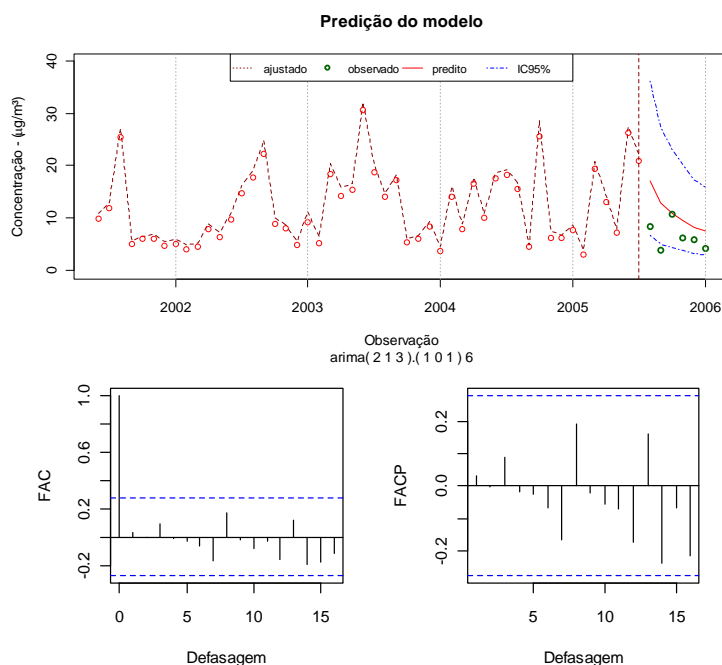 Predição do modelo
ajustado observado predito IC95%
Concentração - (µg/m³)
40
30
20
10
0
2002 2003 2004 2005 2006
Observação
arima( 2 1 3 ).( 1 0 1 ) 6
FAC
1.0
0.6
0.2
-0.2
0 5 10 15
Defasagem
FACP
0.2
0.0
-0.2
5 10 15
Defasagem